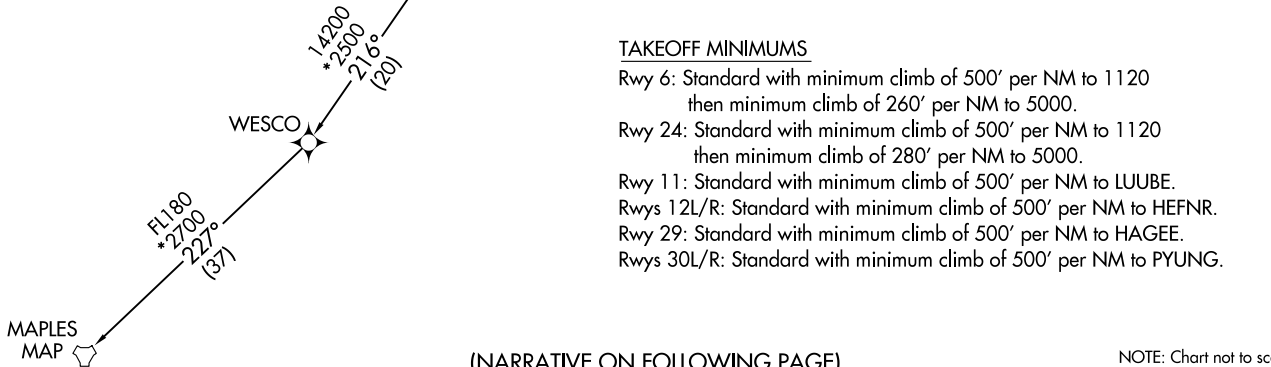 14200
*2500
216°
(20)
WESCO
FL180
*2700
227°
(37)
MAPLES
MAP
TAKEOFF MINIMUMS
Rwy 6: Standard with minimum climb of 500' per NM to 1120
then minimum climb of 260' per NM to 5000.
Rwy 24: Standard with minimum climb of 500' per NM to 1120
then minimum climb of 280' per NM to 5000.
Rwy 11: Standard with minimum climb of 500' per NM to LUUBE.
Rwys 12L/R: Standard with minimum climb of 500' per NM to HEFNR.
Rwy 29: Standard with minimum climb of 500' per NM to HAGEE.
Rwys 30L/R: Standard with minimum climb of 500' per NM to PYUNG.
(NARRATIVE ON FOLLOWING PAGE)
NOTE: Chart not to sc